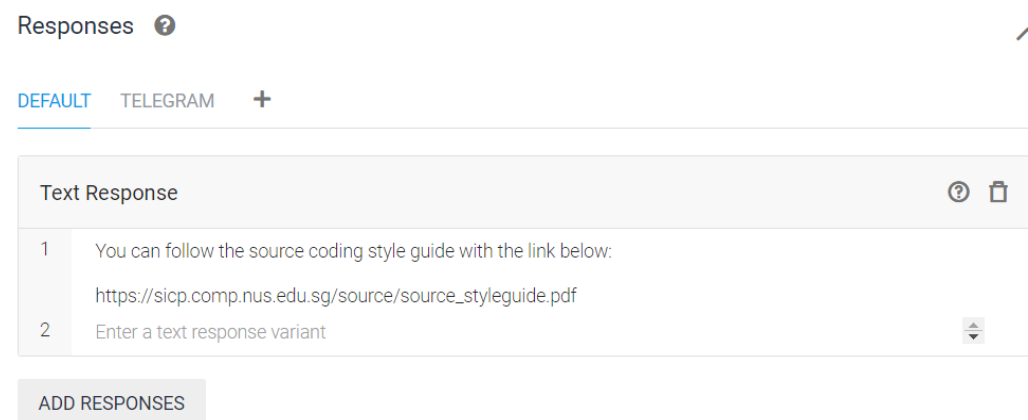 Responses
DEFAULT TELEGRAM +
Text Response
1 You can follow the source coding style guide with the link below:
https://sicp.comp.nus.edu.sg/source/source_styleguide.pdf
2 Enter a text response variant
ADD RESPONSES